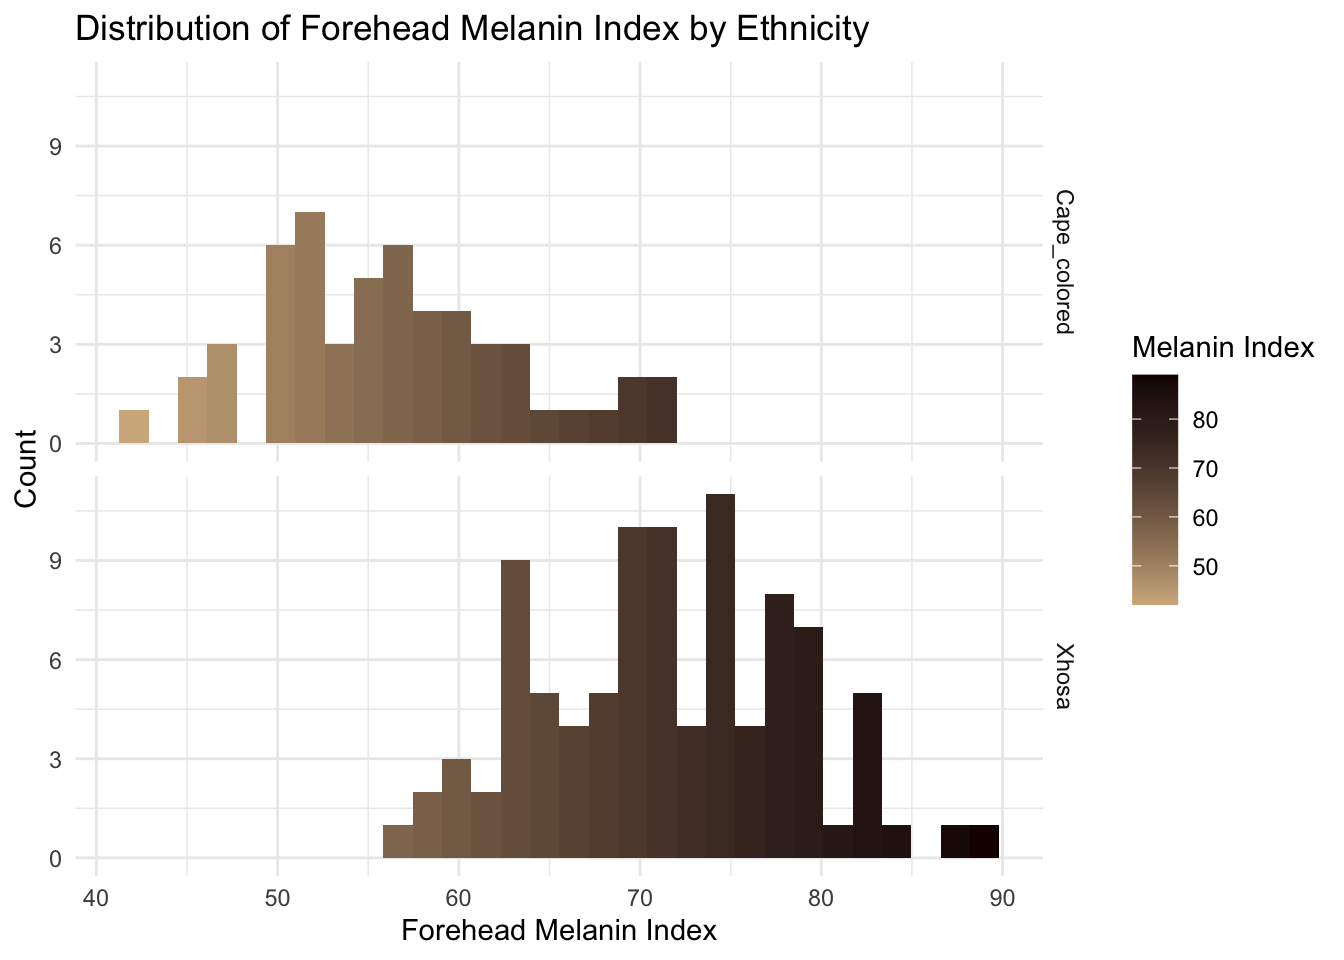 Distribution of Forehead Melanin Index by Ethnicity
Count
9
6
3
0
Cape_colored
9
6
3
0
Xhosa
40 50 60 70 80 90
Forehead Melanin Index
Melanin Index
80
70
60
50